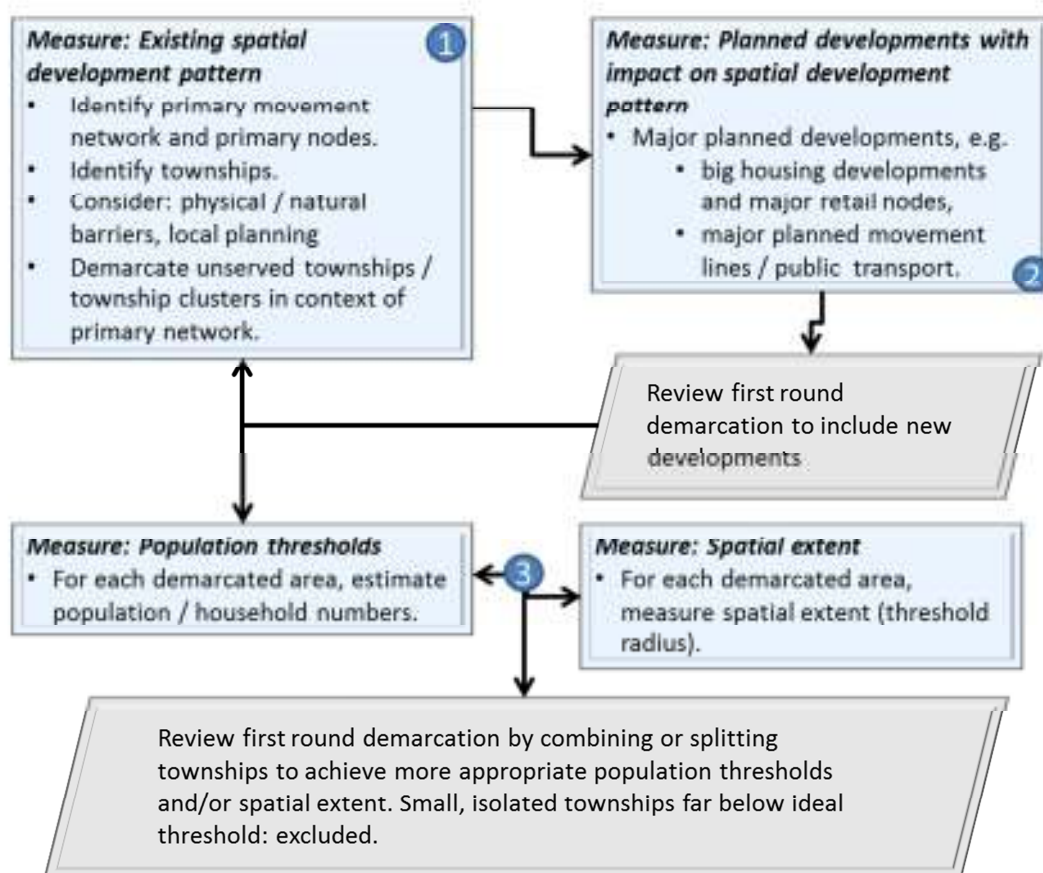 Measure: Existing spatial
development pattern
1
• Identify primary movement
network and primary nodes.
• Identify townships.
• Consider: physical / natural
barriers, local planning
• Demarcate unserved townships /
township clusters in context of
primary network.
Measure: Planned developments with
impact on spatial development
pattern
• Major planned developments, e.g.
• big housing developments
and major retail nodes,
• major planned movement
lines / public transport.
2
Review first round
demarcation to include new
developments
Measure: Population thresholds
• For each demarcated area, estimate
population / household numbers.
3
Measure: Spatial extent
• For each demarcated area,
measure spatial extent (threshold
radius).
Review first round demarcation by combining or splitting
townships to achieve more appropriate population thresholds
and/or spatial extent. Small, isolated townships far below ideal
threshold: excluded.